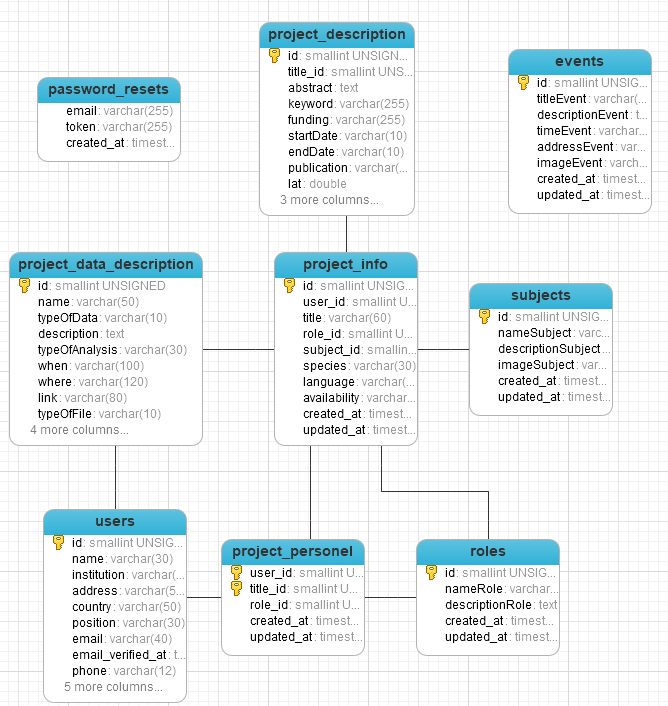 project_description
id: smallint UNSIGN...
title_id: smallint UNS...
abstract: text
keyword: varchar(255)
funding: varchar(255)
startDate: varchar(10)
endDate: varchar(10)
publication: varchar(...
lat: double
3 more columns...
events
id: smallint UNSIG...
titleEvent: varchar(...
descriptionEvent: t...
timeEvent: varchar...
addressEvent: var...
imageEvent: varch...
created_at: timest...
updated_at: timest...
password_resets
email: varchar(255)
token: varchar(255)
created_at: timest...
project_data_description
id: smallint UNSIGNED
name: varchar(50)
typeOfData: varchar(10)
description: text
typeOfAnalysis: varchar(30)
when: varchar(100)
where: varchar(120)
link: varchar(80)
typeOfFile: varchar(10)
4 more columns...
project_info
id: smallint UNSIG...
user_id: smallint U...
title: varchar(60)
role_id: smallint U...
subject_id: smallin...
species: varchar(30)
language: varchar(...
availability: varchar...
created_at: timest...
updated_at: timest...
subjects
id: smallint UNSIG...
nameSubject: varc...
descriptionSubject...
imageSubject: var...
created_at: timest...
updated_at: timest...
users
id: smallint UNSIG...
name: varchar(30)
institution: varchar(...
address: varchar(5...
country: varchar(50)
position: varchar(30)
email: varchar(40)
email_verified_at: t...
phone: varchar(12)
5 more columns...
project_personel
user_id: smallint U...
title_id: smallint U...
role_id: smallint U...
created_at: timest...
updated_at: timest...
roles
id: smallint UNSIG...
nameRole: varchar...
descriptionRole: text
created_at: timest...
updated_at: timest...